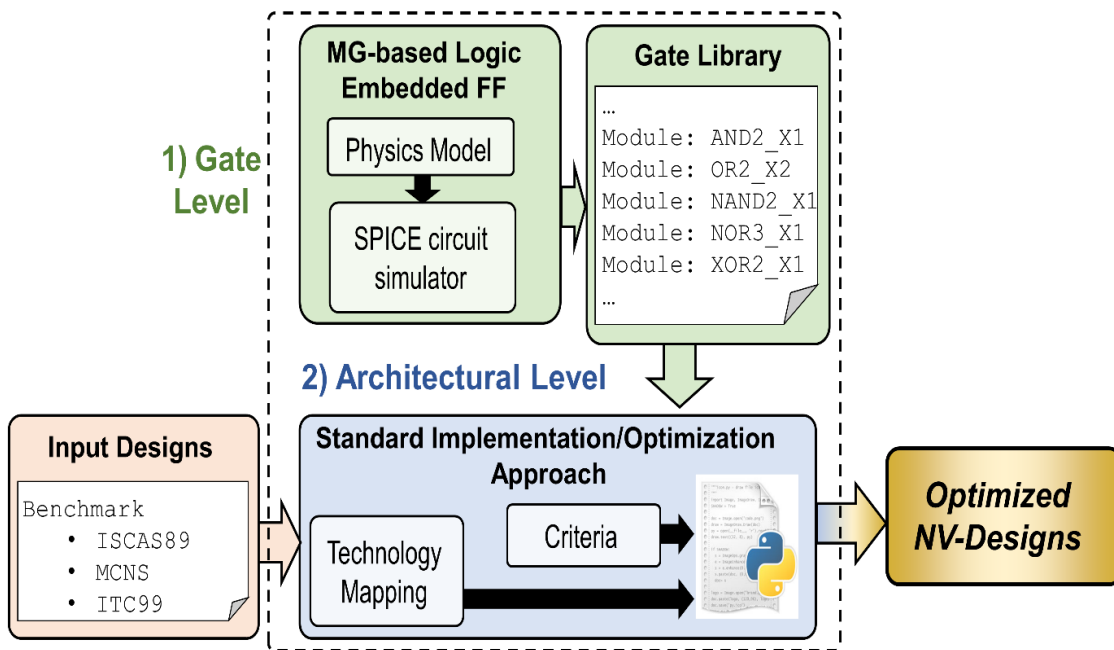 MG-based Logic
Embedded FF
Physics Model
SPICE circuit
simulator
Gate Library
…
Module: AND2_X1
Module: OR2_X2
Module: NAND2_X1
Module: NOR3_X1
Module: XOR2_X1
…
1) Gate
Level
2) Architectural Level
Input Designs
Benchmark
• ISCAS89
• MCNS
• ITC99
Standard Implementation/Optimization
Approach
Technology
Mapping
Criteria
Optimized
NV-Designs